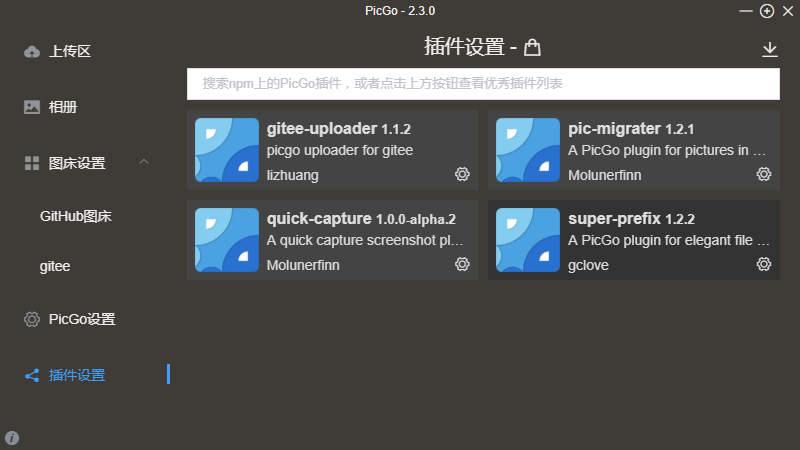 PicGo - 2.3.0
上传区
相册
图床设置
GitHub图床
gitee
PicGo设置
插件设置
插件设置 -
搜索npm上的PicGo插件，或者点击上方按钮查看优秀插件列表
gitee-uploader 1.1.2
picgo uploader for gitee
lizhuang
pic-migrater 1.2.1
A PicGo plugin for pictures in ...
Molunerfinn
quick-capture 1.0.0-alpha.2
A quick capture screenshot pl...
Molunerfinn
super-prefix 1.2.2
A PicGo plugin for elegant file ...
gclove